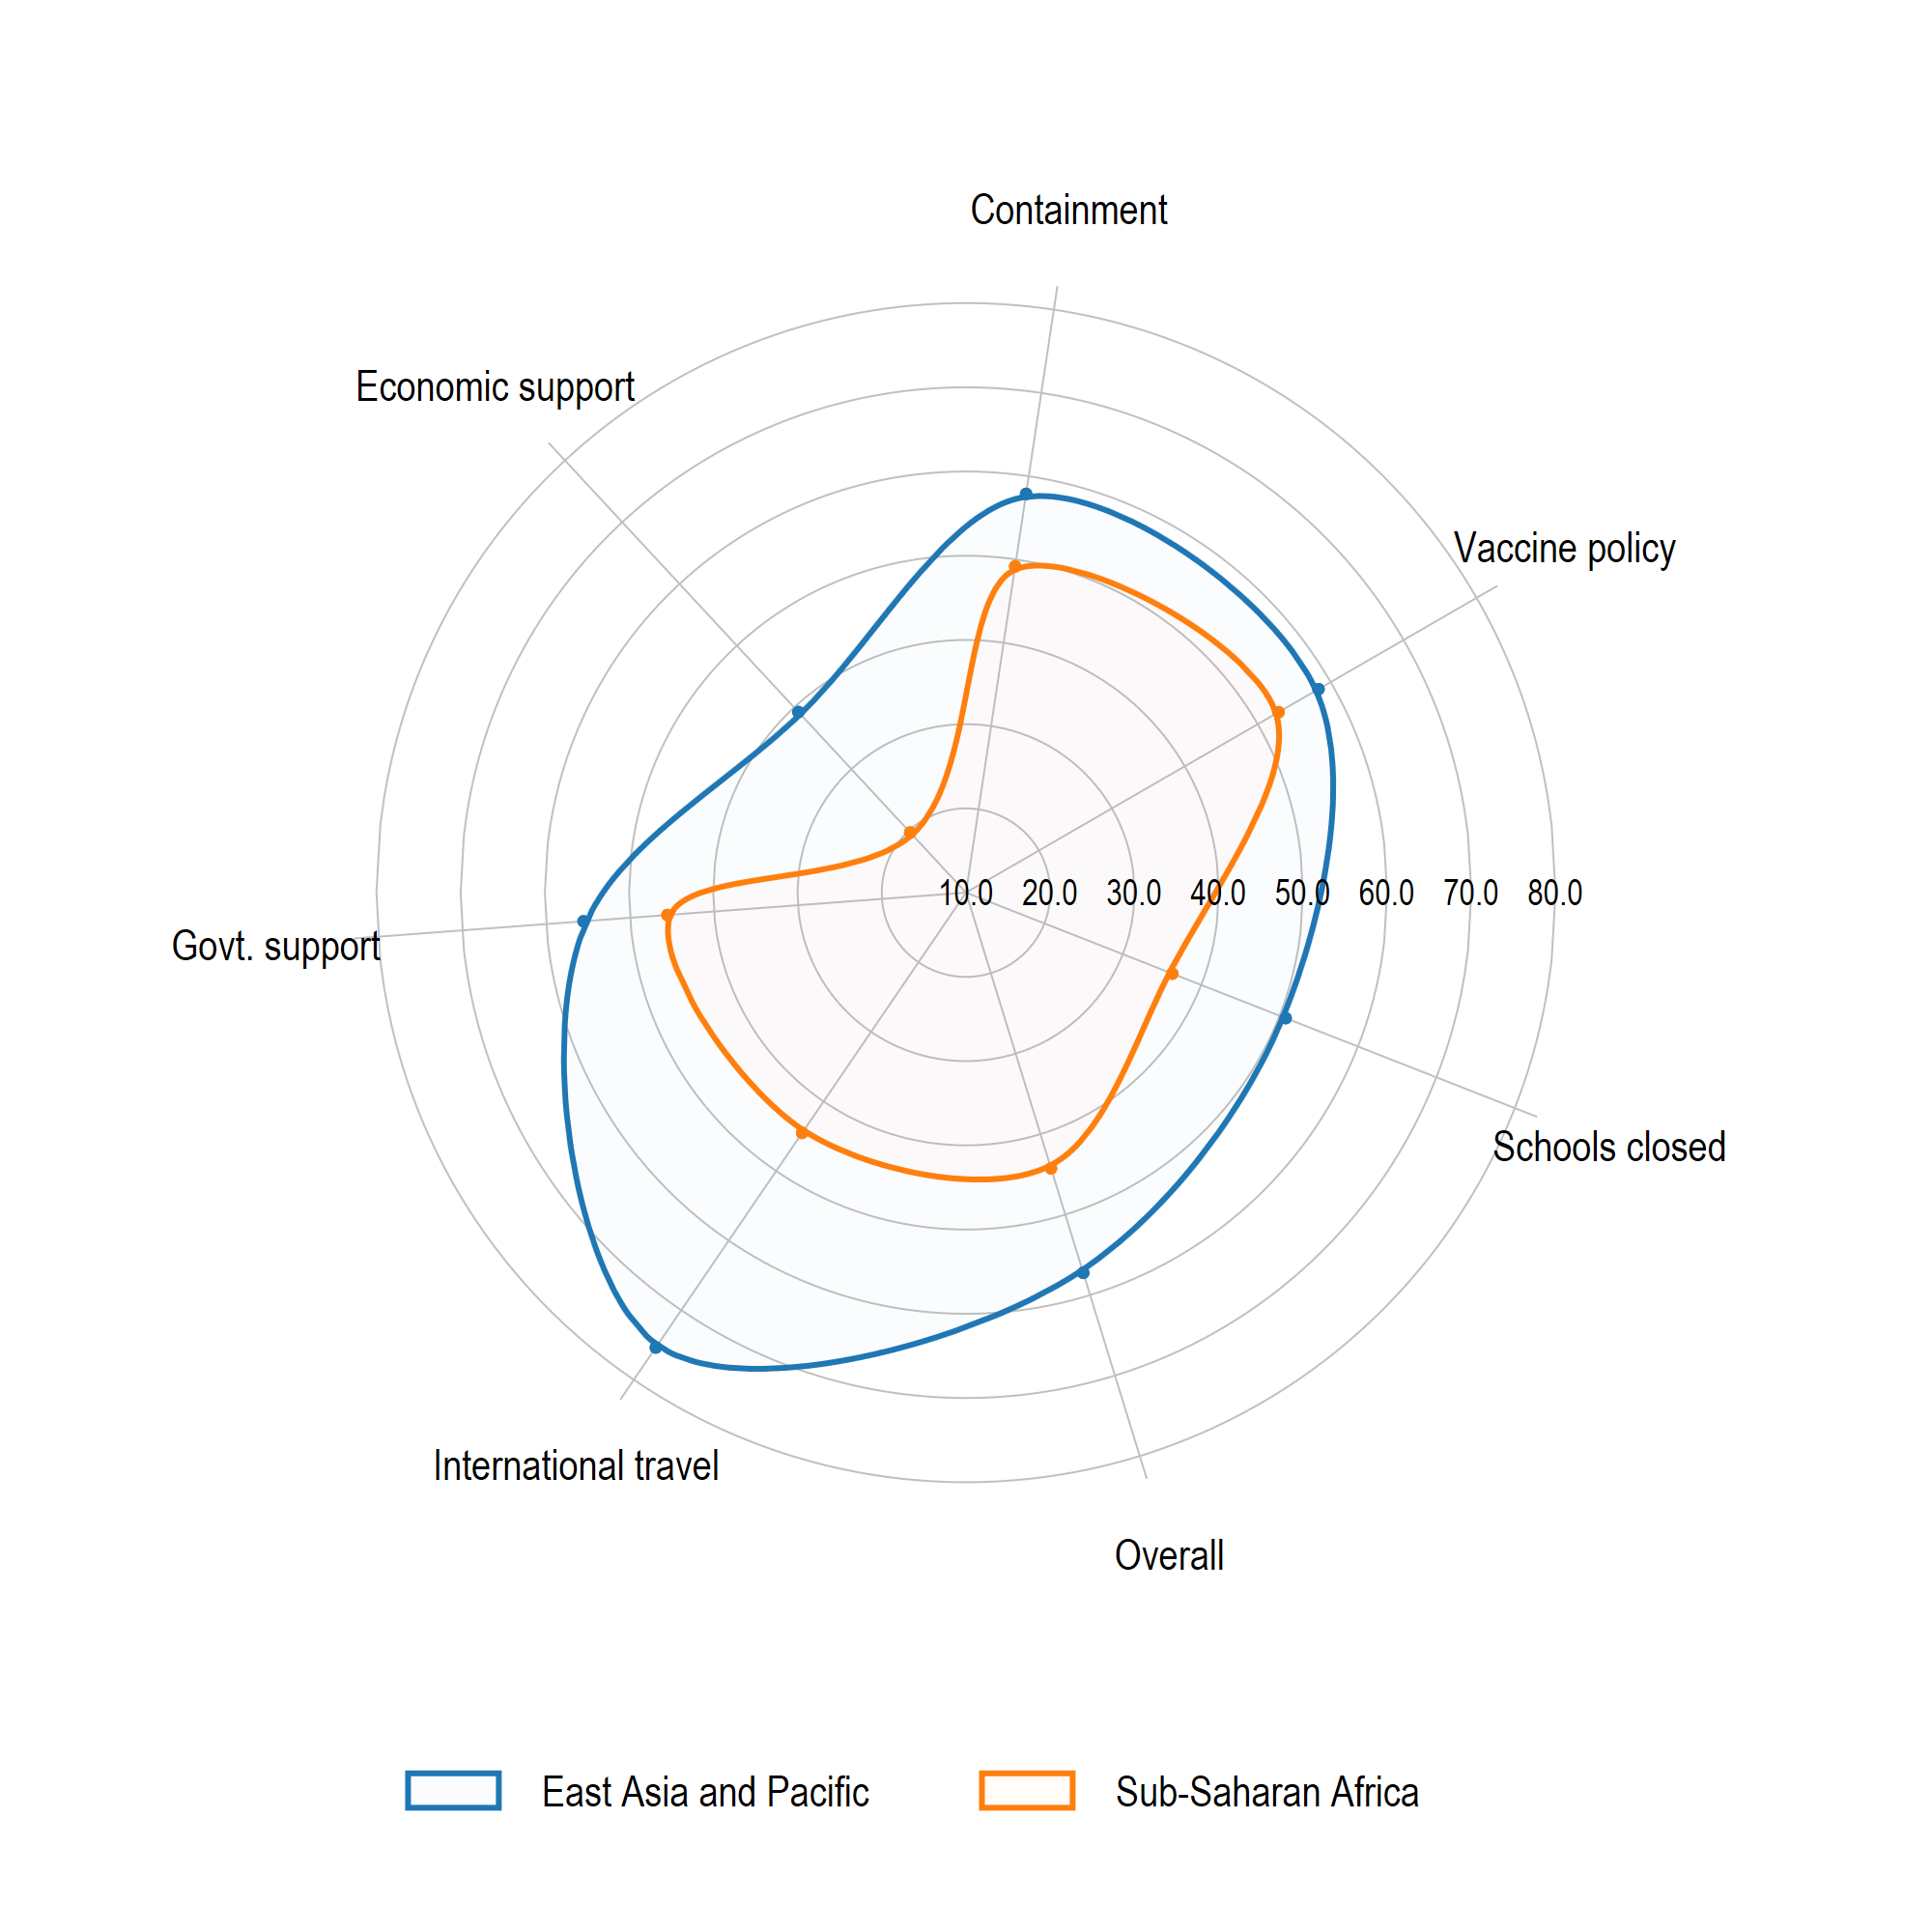 Containment
Economic support
Vaccine policy
10.0 20.0 30.0 40.0 50.0 60.0 70.0 80.0
Govt. support
Schools closed
International travel
Overall
East Asia and Pacific
Sub-Saharan Africa